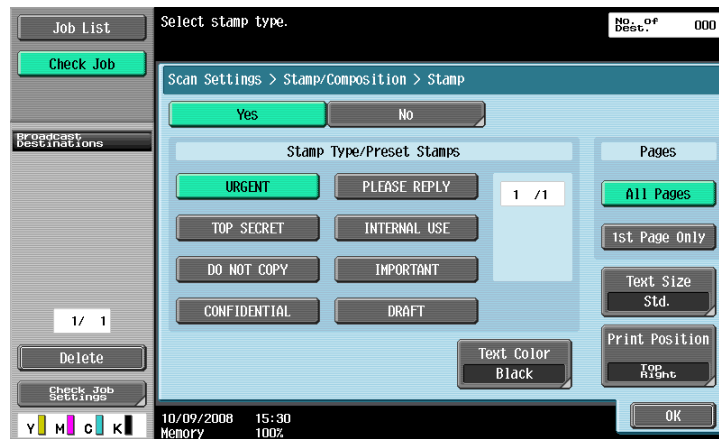 Job List
Check Job
Broadcast
Destinations
1/ 1
Delete
Check Job
Settings
Y M C K
Select stamp type.
No. of
Dest. 000
Scan Settings > Stamp/Composition > Stamp
Yes No
Stamp Type/Preset Stamps
URGENT PLEASE REPLY
TOP SECRET INTERNAL USE
DO NOT COPY IMPORTANT
CONFIDENTIAL DRAFT
1 /1
Pages
All Pages
1st Page Only
Text Size
Std.
Text Color
Black
Print Position
Top
Right
10/09/2008 15:30
Memory 100%
OK